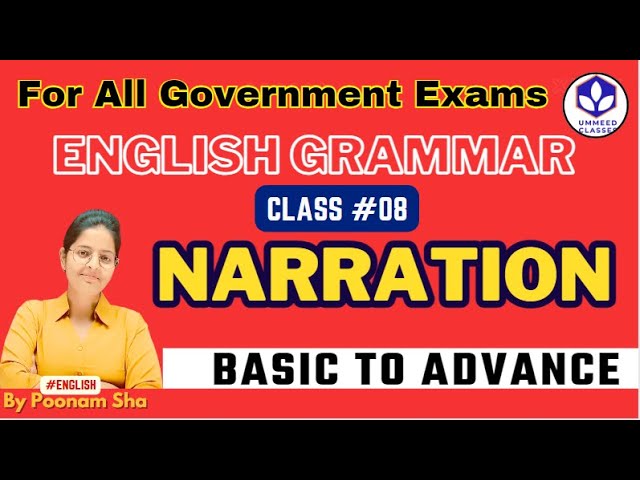 For All Government Exams
UMMEED
CLASSES
ENGLISH GRAMMAR
CLASS #08
NARRATION
BASIC TO ADVANCE
#ENGLISH
By Poonam Sha